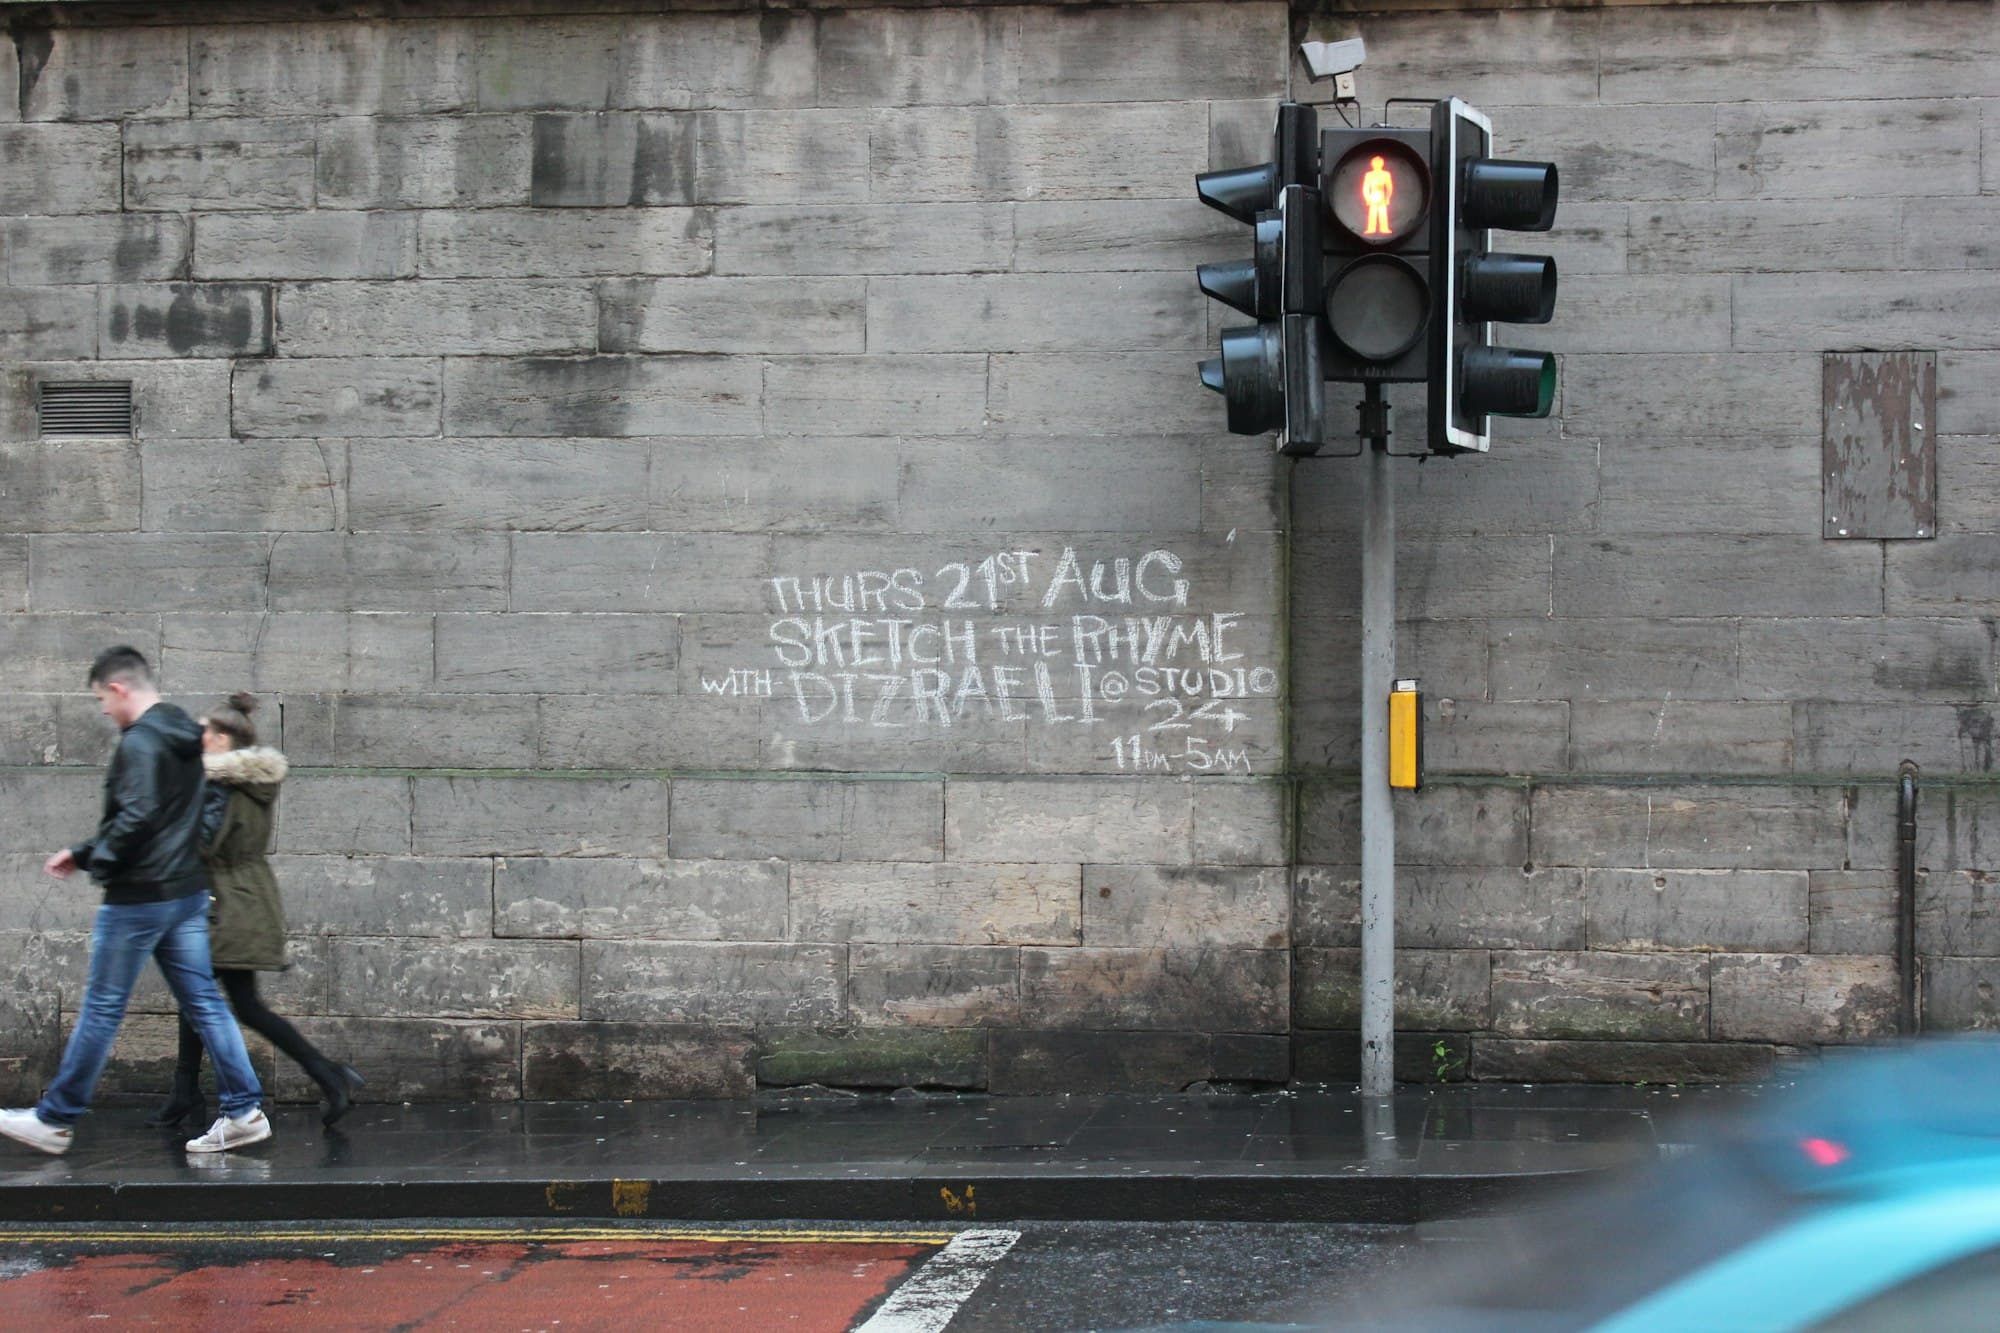 THURS 21ST AUG
SKETCH THE RHYME
WITH DIZRAELI @ STUDIO
24
11PM-5AM